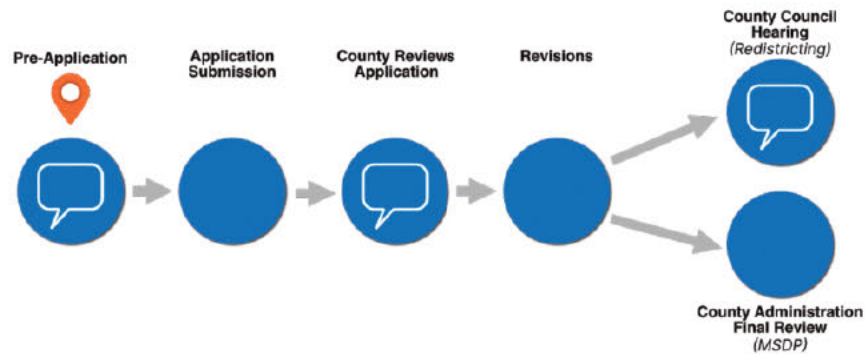 Pre-Application
Application
Submission
County Reviews
Application
Revisions
County Council
Hearing
(Redistricting)
County Administration
Final Review
(MSDP)